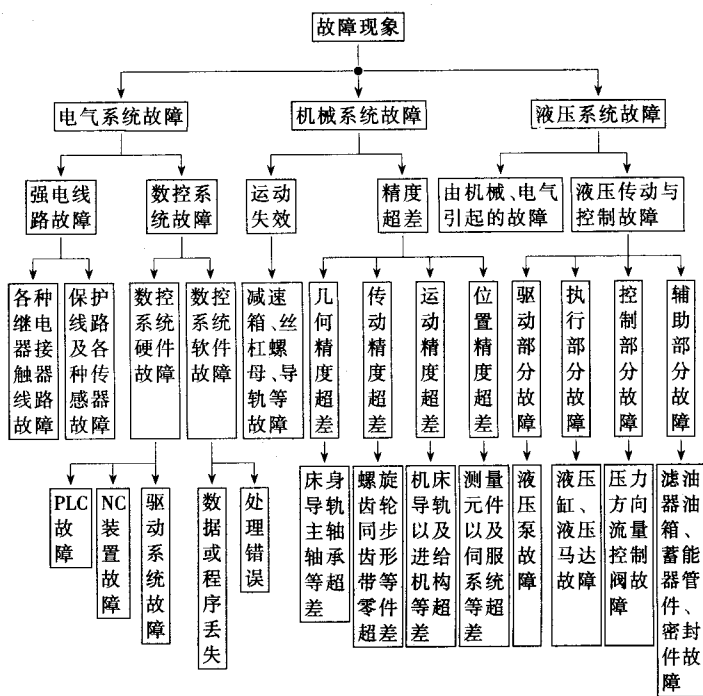 故障现象
电气系统故障
机械系统故障
液压系统故障
强电线
路故障
数控系
统故障
运动
失效
精度
超差
由机械、电气
引起的故障
液压传动与
控制故障
各种
继电
器接
触器
线路
故障
保护
线路
及各
种传
感器
故障
数控
系统
硬件
故障
数控
系统
软件
故障
减速
箱、丝
杠螺
母、导
轨等
故障
几何精度超差
传动精度超差
运动精度超差
位置精度超差
驱动部分故障
执行部分故障
控制部分故障
辅助部分故障
PLC
故
障
NC
装置故障
驱动系统故障
数据或程序丢失
处理错误
床身
导轨
主轴
轴承
等超
差
螺旋
齿轮
同步
齿形
带等
零件
超差
机床
导轨
以及
进给
机构
等超
差
测量
元件
以及
伺服
系统
等超
差
液压泵故障
液压
缸、
液压
马达
故障
压力
方向
流量
控制
阀故
障
滤油
器油
箱、
蓄能
器管
件、
密封
件故
障